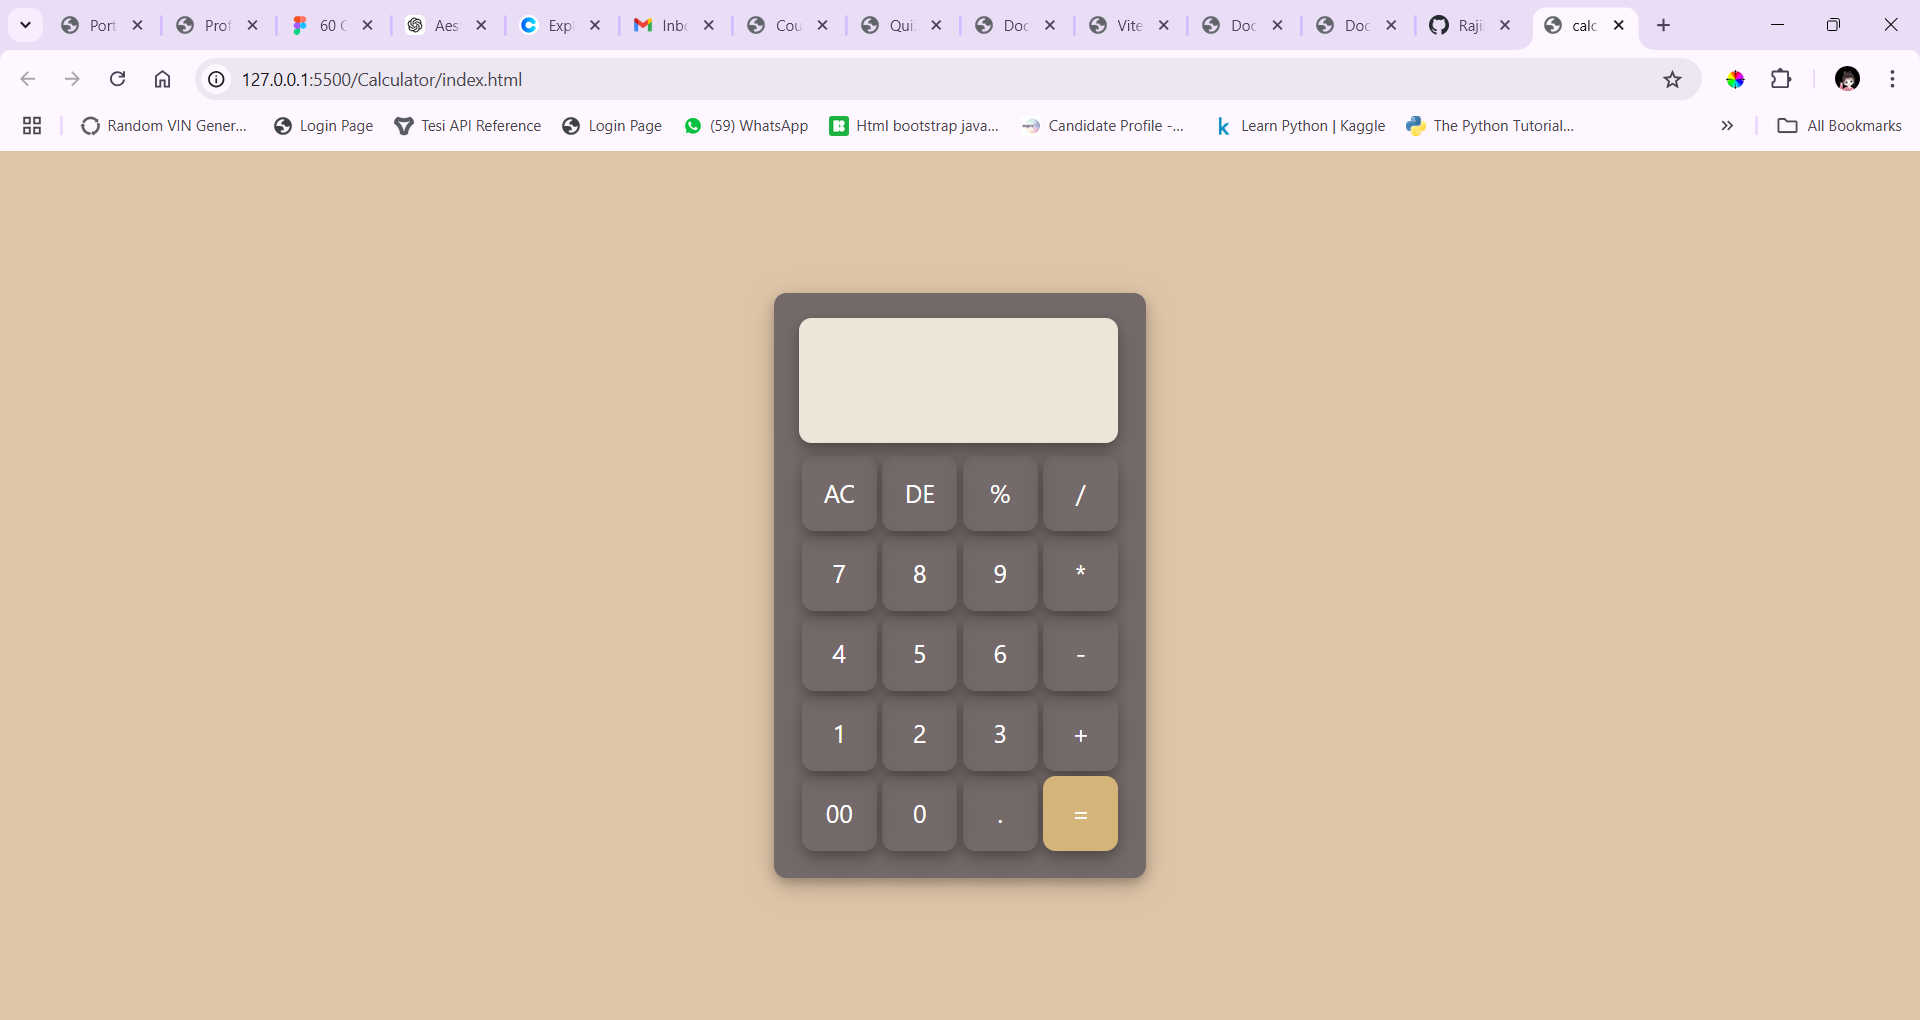 Port Prof 60 Aes Expl Inbo Cou Qui Doc Vite Doc Doc Raji calc
127.0.0.1:5500/Calculator/index.html
Random VIN Gener... Login Page Tesi API Reference Login Page (59) WhatsApp Html bootstrap java... Candidate Profile -... Learn Python | Kaggle The Python Tutorial... All Bookmarks
AC DE % /
7 8 9 *
4 5 6 -
1 2 3 +
00 0 . =